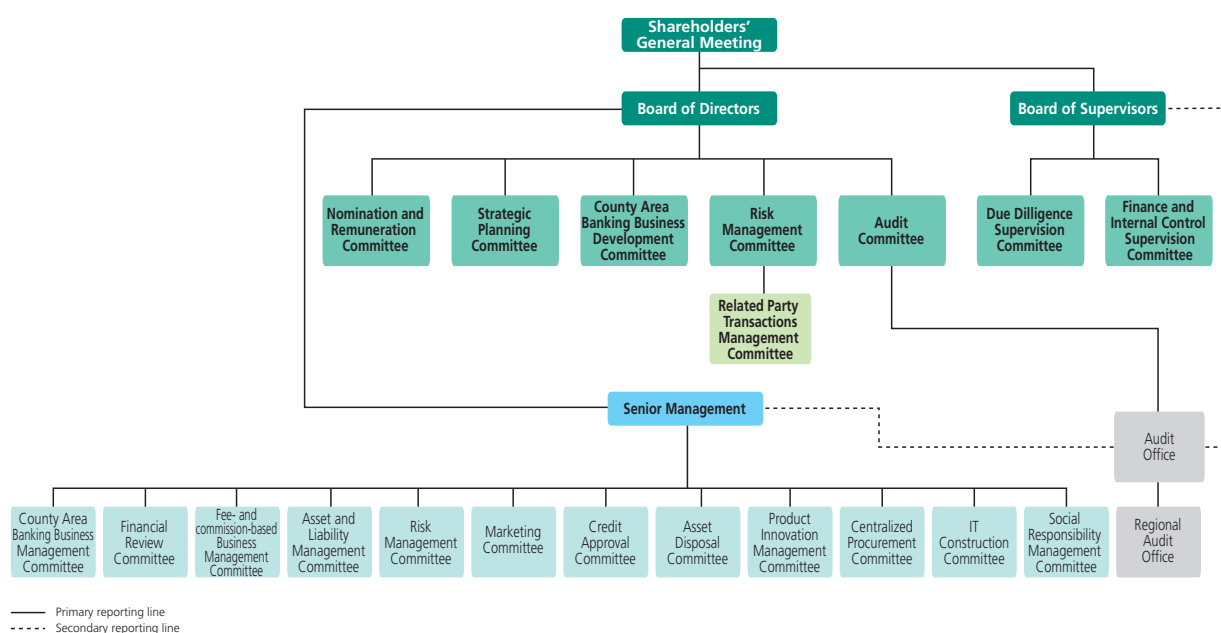 Shareholders'
General Meeting
Board of Directors
Board of Supervisors
Nomination and
Remuneration
Committee
Strategic
Planning
Committee
County Area
Banking Business
Development
Committee
Risk
Management
Committee
Audit
Committee
Due Dilligence
Supervision
Committee
Finance and
Internal Control
Supervision
Committee
Related Party
Transactions
Management
Committee
Senior Management
Audit
Office
County Area
Banking Business
Management
Committee
Financial
Review
Committee
Fee- and
commission-based
Business
Management
Committee
Asset and
Liability
Management
Committee
Risk
Management
Committee
Marketing
Committee
Credit
Approval
Committee
Asset
Disposal
Committee
Product
Innovation
Management
Committee
Centralized
Procurement
Committee
IT
Construction
Committee
Social
Responsibility
Management
Committee
Regional
Audit
Office
Primary reporting line
Secondary reporting line